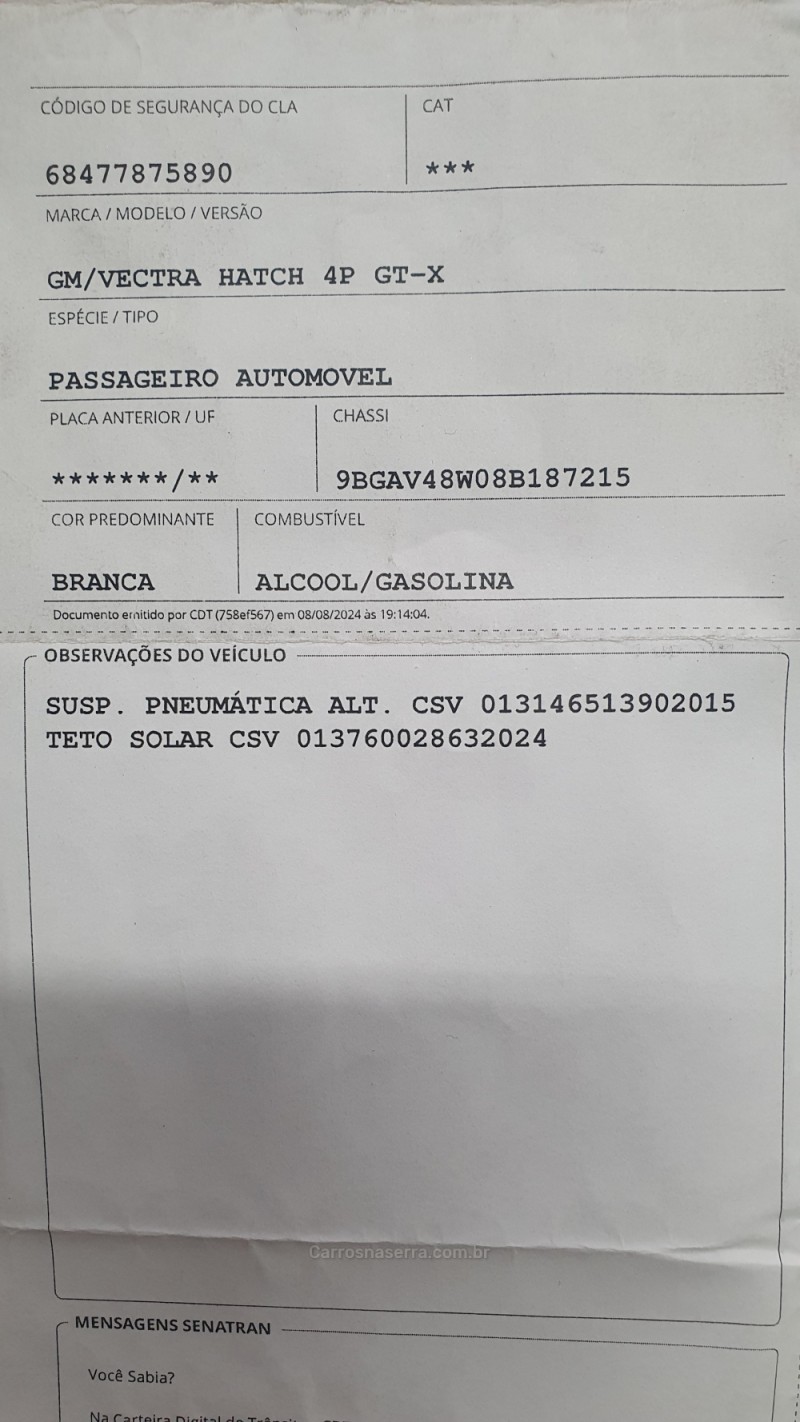 CÓDIGO DE SEGURANÇA DO CLA CAT
68477875890 ***
MARCA / MODELO / VERSÃO
GM/VECTRA HATCH 4P GT-X
ESPÉCIE / TIPO
PASSAGEIRO AUTOMOVEL
PLACA ANTERIOR / UF CHASSI
*******/** 9BGAV48W08B187215
COR PREDOMINANTE COMBUSTÍVEL
BRANCA ALCOOL/GASOLINA
Documento emitido por CDT (758ef567) em 08/08/2024 às 19:14:04.
OBSERVAÇÕES DO VEÍCULO
SUSP. PNEUMÁTICA ALT. CSV 013146513902015
TETO SOLAR CSV 013760028632024
Carrosnaserra.com.br
MENSAGENS SENATRAN
Você Sabia?
Na Carteira Digital de